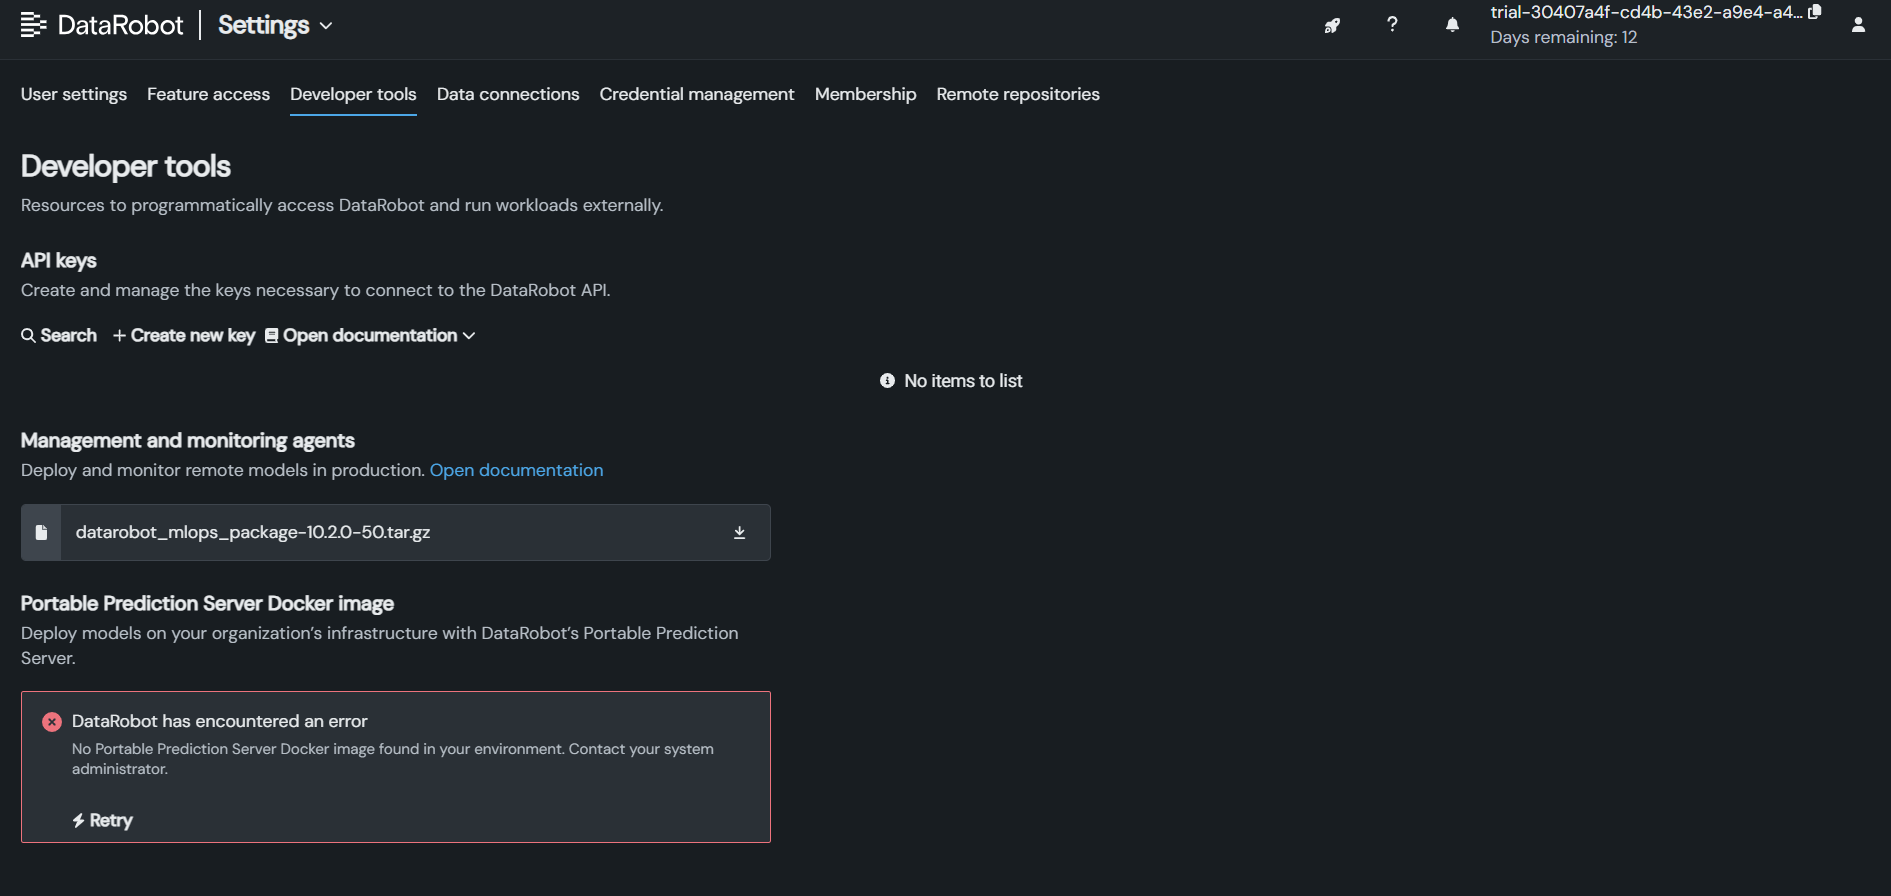 DataRobot
Settings
trial-30407a4f-cd4b-43e2-a9e4-a4...
Days remaining: 12
User settings
Feature access
Developer tools
Data connections
Credential management
Membership
Remote repositories
Developer tools
Resources to programmatically access DataRobot and run workloads externally.
API keys
Create and manage the keys necessary to connect to the DataRobot API.
Search
+ Create new key
Open documentation
No items to list
Management and monitoring agents
Deploy and monitor remote models in production. Open documentation
datarobot_mlops_package-10.2.0-50.tar.gz
Portable Prediction Server Docker image
Deploy models on your organization’s infrastructure with DataRobot’s Portable Prediction
Server.
DataRobot has encountered an error
No Portable Prediction Server Docker image found in your environment. Contact your system
administrator.
Retry